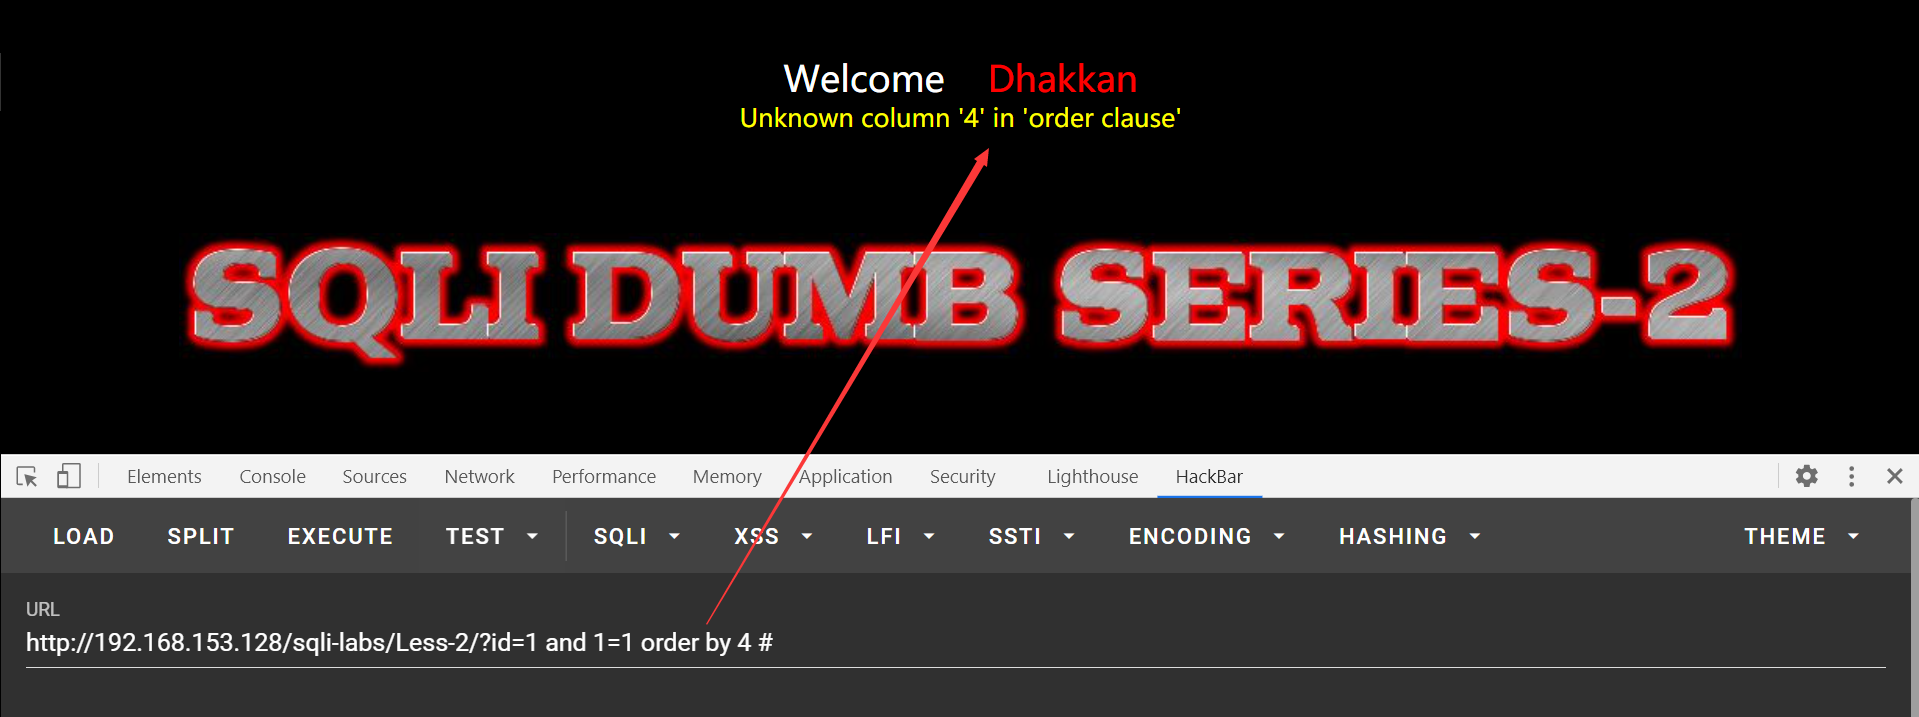 Welcome Dhakkan
Unknown column '4' in 'order clause'
SQLI DUMB SERIES-2
Elements Console Sources Network Performance Memory Application Security Lighthouse HackBar
LOAD SPLIT EXECUTE TEST SQLI XSS LFI SSTI ENCODING HASHING THEME
URL
http://192.168.153.128/sqli-labs/Less-2/?id=1 and 1=1 order by 4 #